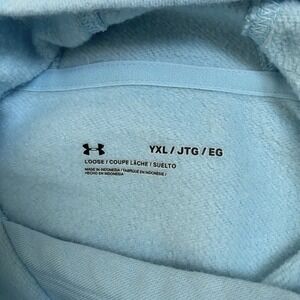 YXL / JTG / EG
LOOSE / COUPE LÂCHE / SUELTO
MADE IN INDONESIA / FABRIQUÉ EN INDONÉSIE /
HECHO EN INDONESIA